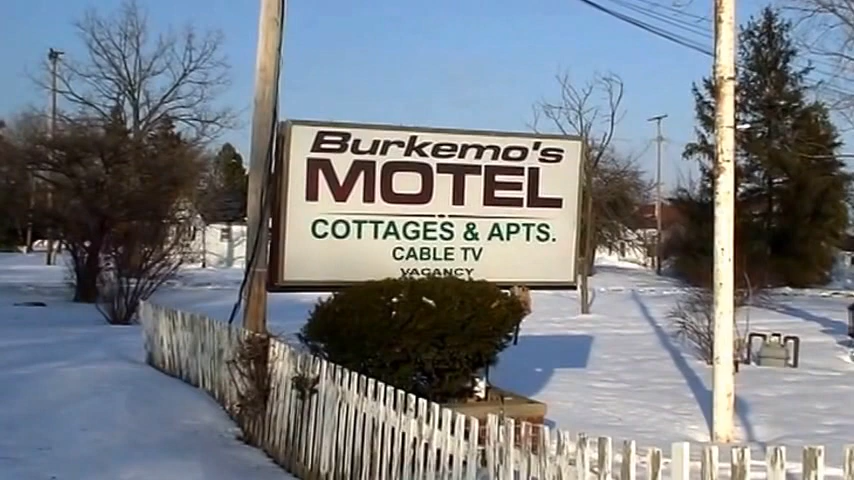 Burkemo's
MOTEL
COTTAGES & APTS.
CABLE TV
VACANCY